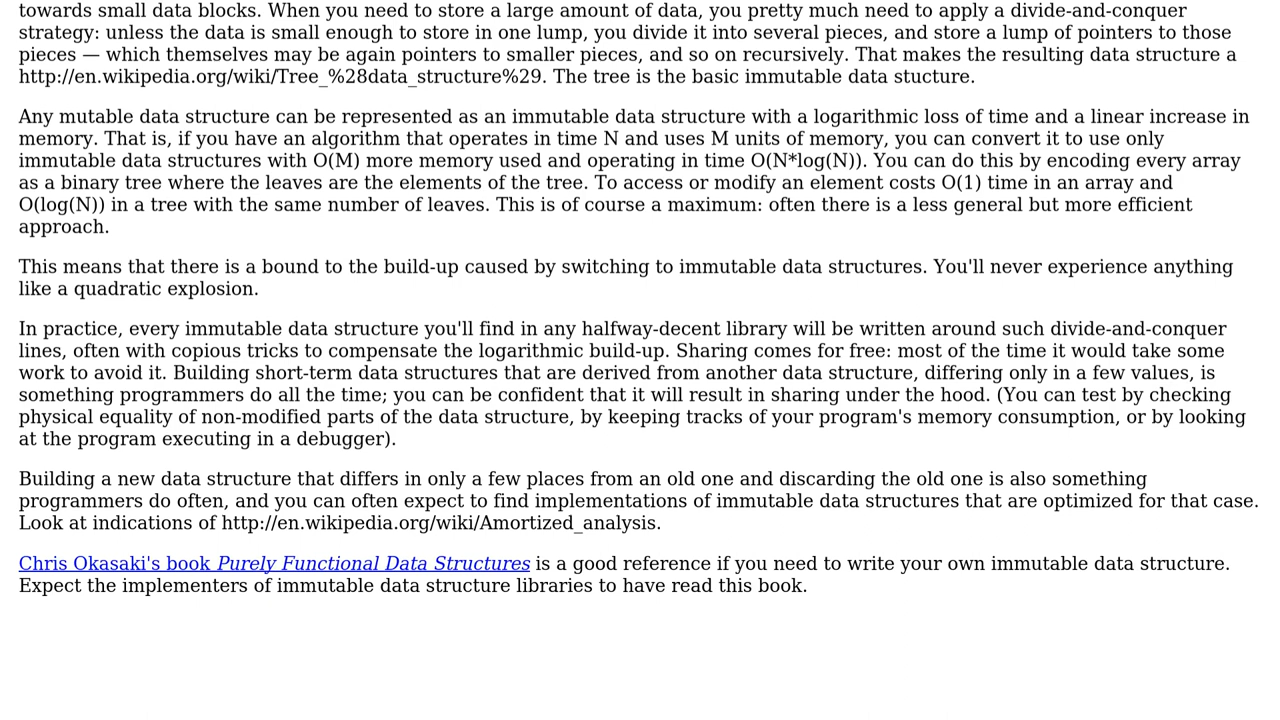 towards small data blocks. When you need to store a large amount of data, you pretty much need to apply a divide-and-conquer
strategy: unless the data is small enough to store in one lump, you divide it into several pieces, and store a lump of pointers to those
pieces — which themselves may be again pointers to smaller pieces, and so on recursively. That makes the resulting data structure a
http://en.wikipedia.org/wiki/Tree_%28data_structure%29. The tree is the basic immutable data stucture.
Any mutable data structure can be represented as an immutable data structure with a logarithmic loss of time and a linear increase in
memory. That is, if you have an algorithm that operates in time N and uses M units of memory, you can convert it to use only
immutable data structures with O(M) more memory used and operating in time O(N*log(N)). You can do this by encoding every array
as a binary tree where the leaves are the elements of the tree. To access or modify an element costs O(1) time in an array and
O(log(N)) in a tree with the same number of leaves. This is of course a maximum: often there is a less general but more efficient
approach.
This means that there is a bound to the build-up caused by switching to immutable data structures. You'll never experience anything
like a quadratic explosion.
In practice, every immutable data structure you'll find in any halfway-decent library will be written around such divide-and-conquer
lines, often with copious tricks to compensate the logarithmic build-up. Sharing comes for free: most of the time it would take some
work to avoid it. Building short-term data structures that are derived from another data structure, differing only in a few values, is
something programmers do all the time; you can be confident that it will result in sharing under the hood. (You can test by checking
physical equality of non-modified parts of the data structure, by keeping tracks of your program's memory consumption, or by looking
at the program executing in a debugger).
Building a new data structure that differs in only a few places from an old one and discarding the old one is also something
programmers do often, and you can often expect to find implementations of immutable data structures that are optimized for that case.
Look at indications of http://en.wikipedia.org/wiki/Amortized_analysis.
Chris Okasaki's book Purely Functional Data Structures is a good reference if you need to write your own immutable data structure.
Expect the implementers of immutable data structure libraries to have read this book.